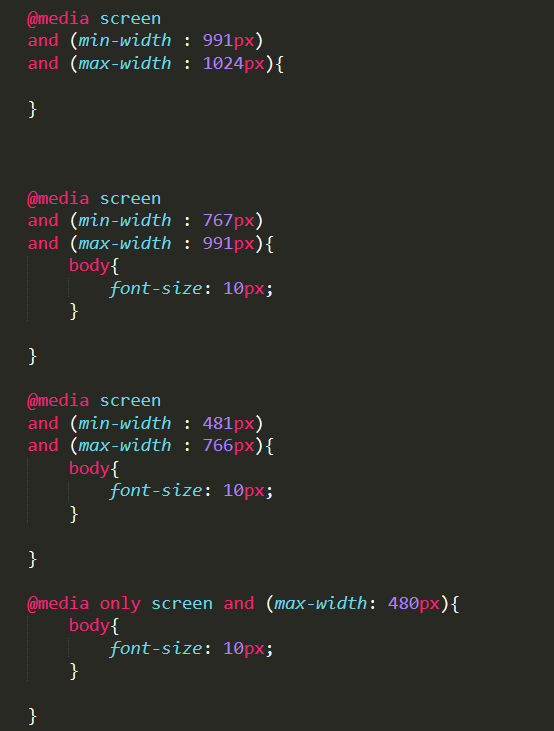 @media screen
and (min-width : 991px)
and (max-width : 1024px){
}
@media screen
and (min-width : 767px)
and (max-width : 991px){
body{
font-size: 10px;
}
}
@media screen
and (min-width : 481px)
and (max-width : 766px){
body{
font-size: 10px;
}
}
@media only screen and (max-width: 480px){
body{
font-size: 10px;
}
}